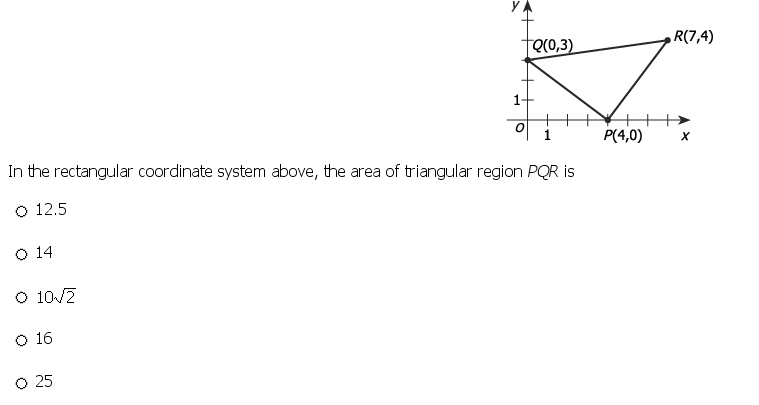 y
Q(0,3)
R(7,4)
1
O
1
P(4,0)
x
In the rectangular coordinate system above, the area of triangular region PQR is
12.5
14
10√2
16
25